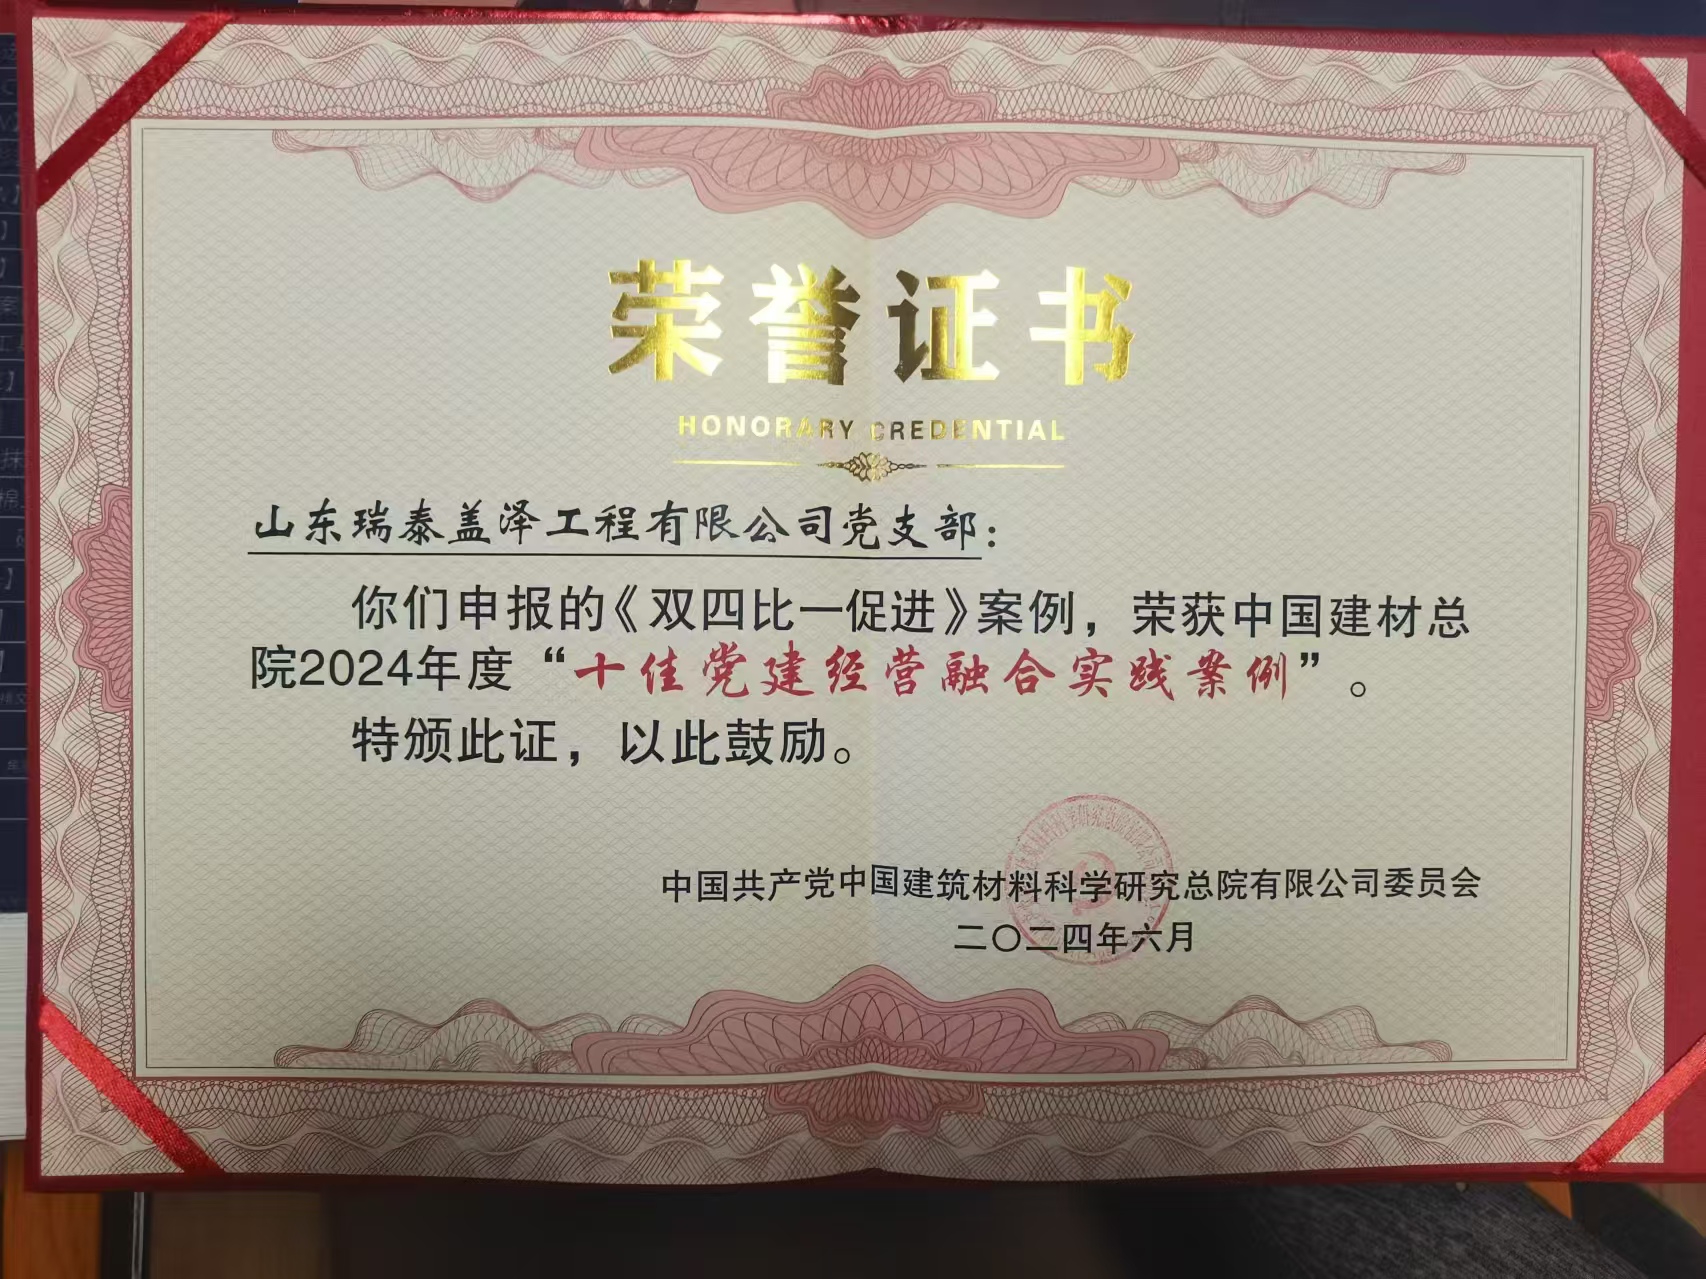 荣誉证书
HONORARY CREDENTIAL
山东瑞泰盖泽工程有限公司党支部：
你们申报的《双四比一促进》案例，荣获中国建材总
院2024年度“十佳党建经营融合实践案例”。
特颁此证，以此鼓励。
中国共产党中国建筑材料科学研究总院有限公司委员会
二〇二四年六月